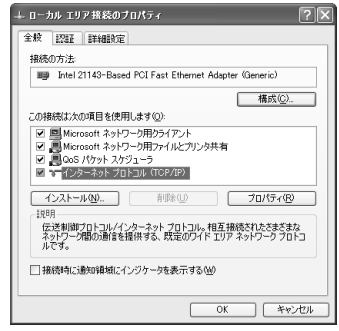 ローカル エリア接続のプロパティ
全般 認証 詳細設定
接続の方法:
Intel 21143-Based PCI Fast Ethernet Adapter (Generic)
構成(C)...
この接続は次の項目を使用します(O):
Microsoft ネットワーク用クライアント
Microsoft ネットワーク用ファイルとプリンタ共有
QoS パケット スケジューラ
インターネット プロトコル (TCP/IP)
インストール(N)... 削除(U) プロパティ(R)
説明
伝送制御プロトコル/インターネット プロトコル。相互接続されたさまざまな
ネットワーク間の通信を提供する、既定のワイド エリア ネットワーク プロトコ
ルです。
接続時に通知領域にインジケータを表示する(W)
OK キャンセル